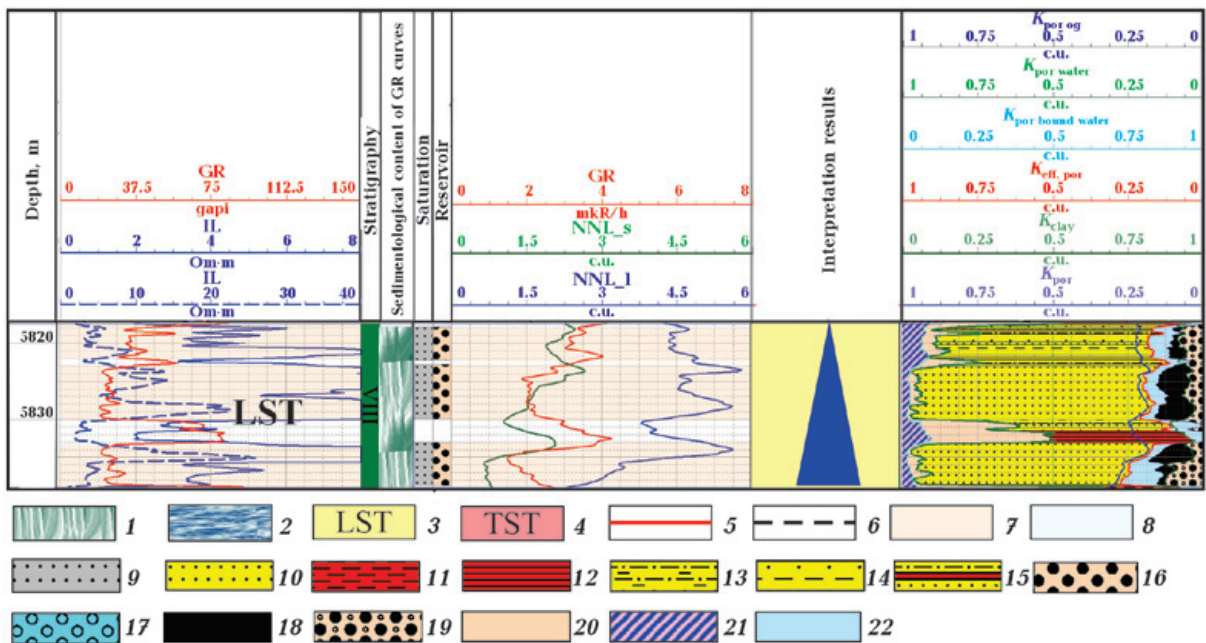 Depth, m
GR
0 37.5 75 112.5 150
gapi
IL
0 2 4 6 8
Om·m
IL
0 10 20 30 40
Om·m
Stratigraphy
Sedimentological content of GR curves
Saturation
Reservoir
GR
0 2 4 6 8
mkR/h
NNL_s
0 1,5 3 4,5 6
c.u.
NNL_l
0 1.5 3 4.5 6
c.u.
Interpretation results
K por og
1 0.75 0.5 0.25 0
c.u.
K por water
1 0.75 0.5 0.25 0
c.u.
K por bound water
0 0.25 0.5 0.75 1
c.u.
K eff. por
1 0.75 0.5 0.25 0
c.u.
K clay
0 0.25 0.5 0.75 1
c.u.
K por
1 0.75 0.5 0.25 0
c.u.
5820
5830
LST
VIII
1 2 LST 3 TST 4 5 6 7 8
9 10 11 12 13 14 15 16
17 18 19 20 21 22